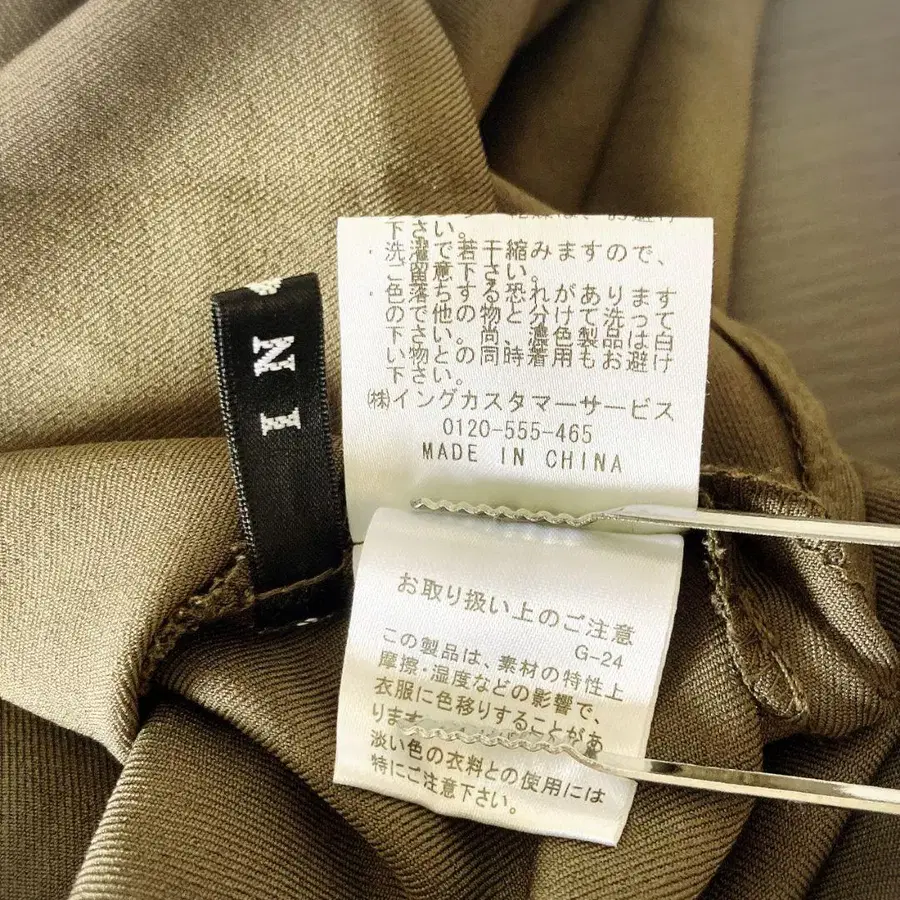 下さい。
・洗濯で若干縮みますので、
ご留意下さい。
・色落ちする恐れがあります
ので他の物と分けて洗って
下さい。尚、濃色製品は白
い物との同時着用もお避け
下さい。
㈱イングカスタマーサービス
0120-555-465
MADE IN CHINA
NI
お取り扱い上のご注意
G-24
この製品は、素材の特性上
摩擦・湿度などの影響で、
衣服に色移りすることがあ
ります
淡い色の衣料との使用には
特にご注意下さい。